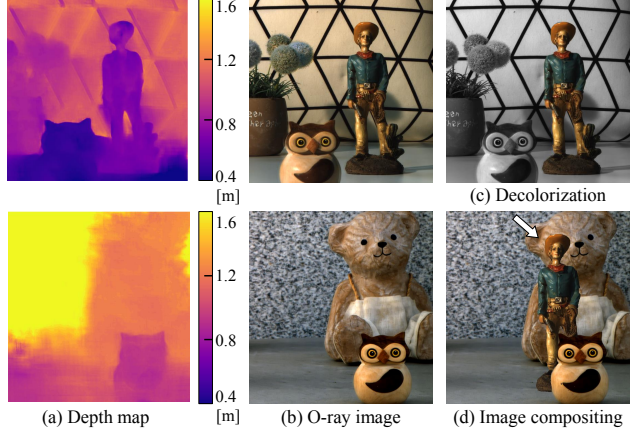 1.6
1.2
0.8
0.4
[m]
(c) Decolorization
1.6
1.2
0.8
0.4
[m]
(a) Depth map
(b) O-ray image
(d) Image compositing